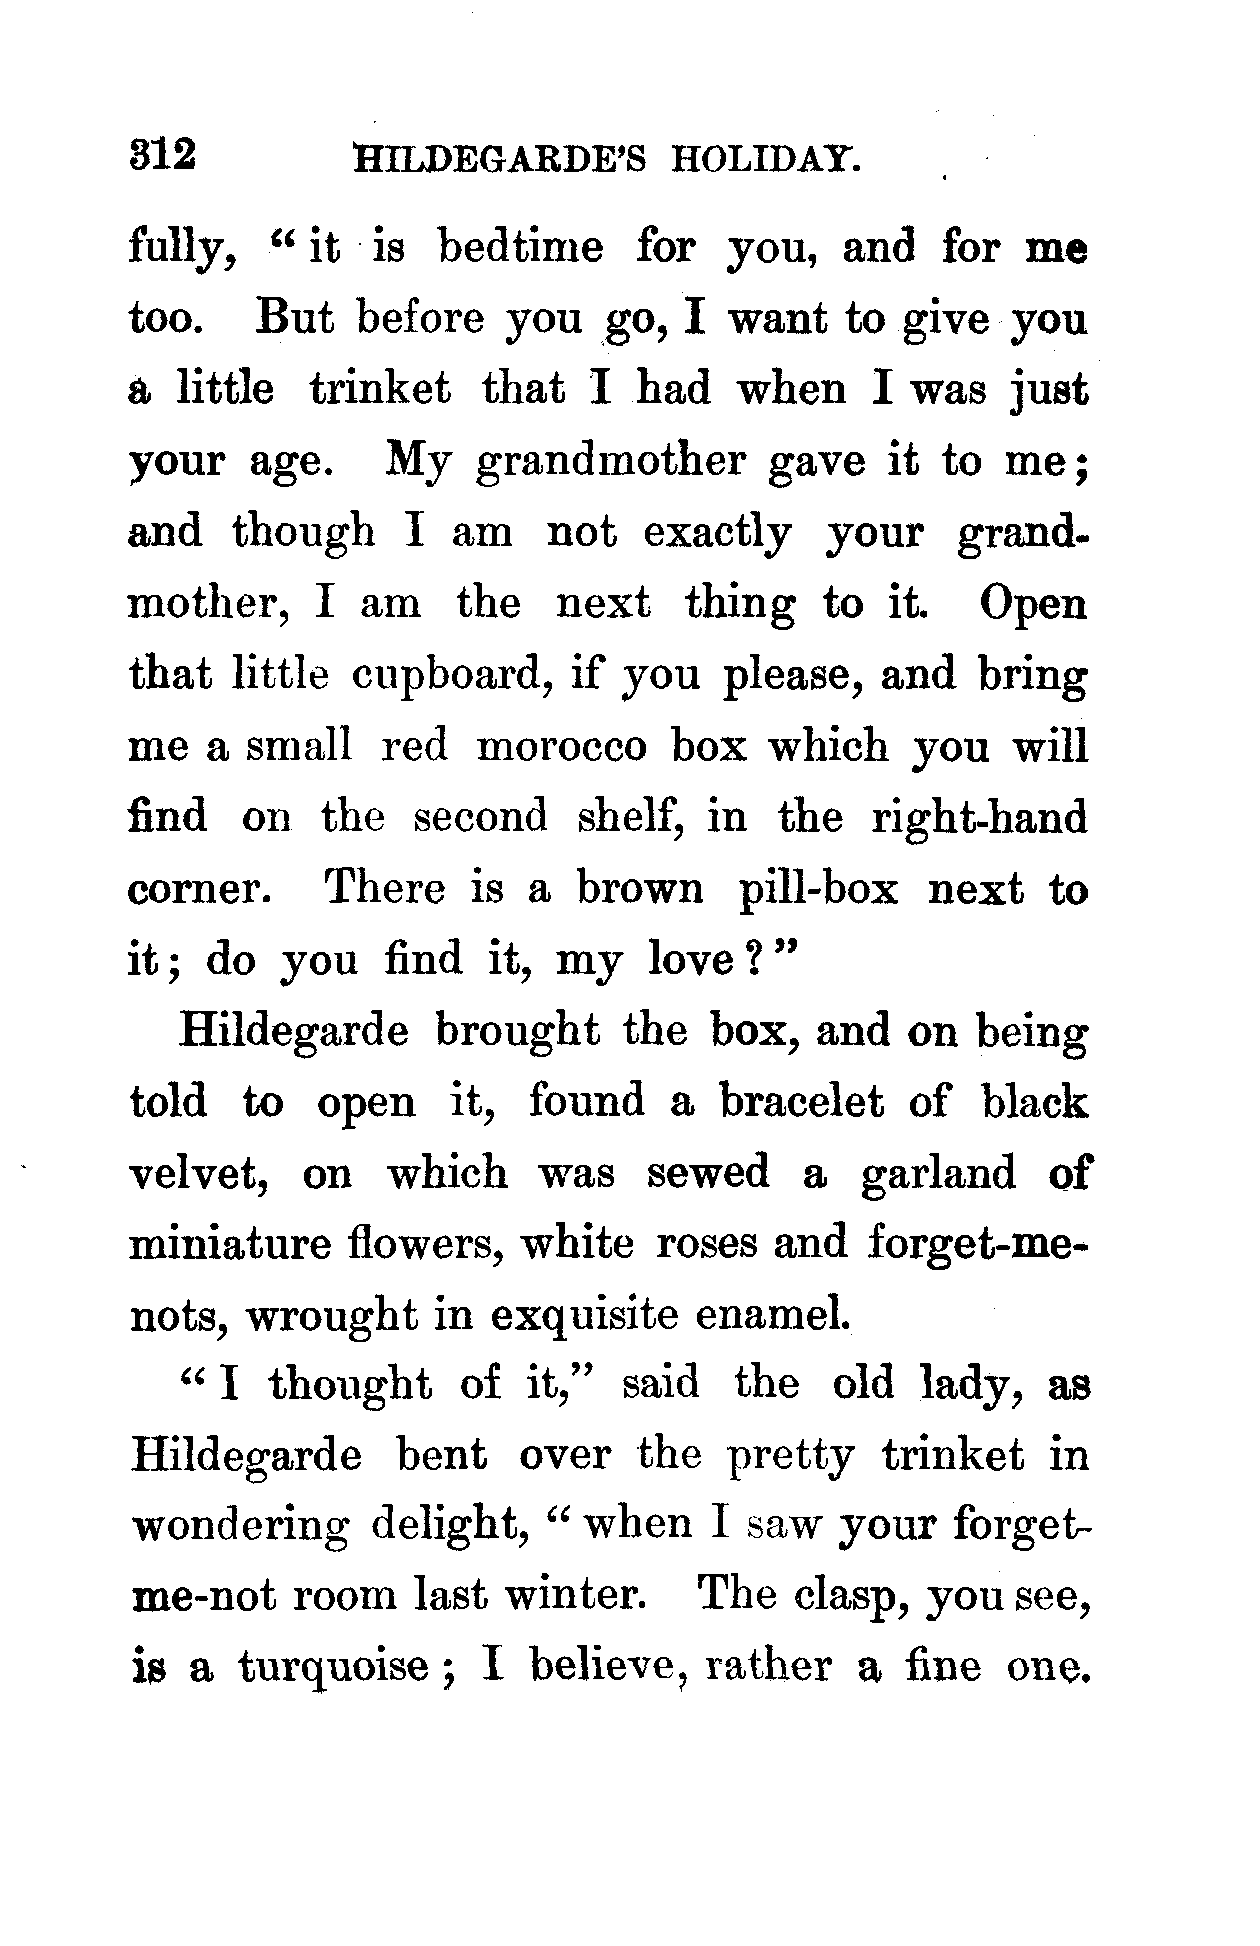 312 HILDEGARDE'S HOLIDAY.
fully, “ it is bedtime for you, and for me
too. But before you go, I want to give you
a little trinket that I had when I was just
your age. My grandmother gave it to me;
and though I am not exactly your grand-
mother, I am the next thing to it. Open
that little cupboard, if you please, and bring
me a small red morocco box which you will
find on the second shelf, in the right-hand
corner. There is a brown pill-box next to
it; do you find it, my love?”
Hildegarde brought the box, and on being
told to open it, found a bracelet of black
velvet, on which was sewed a garland of
miniature flowers, white roses and forget-me-
nots, wrought in exquisite enamel.
“ I thought of it,” said the old lady, as
Hildegarde bent over the pretty trinket in
wondering delight, “ when I saw your forget-
me-not room last winter. The clasp, you see,
is a turquoise ; I believe, rather a fine one.